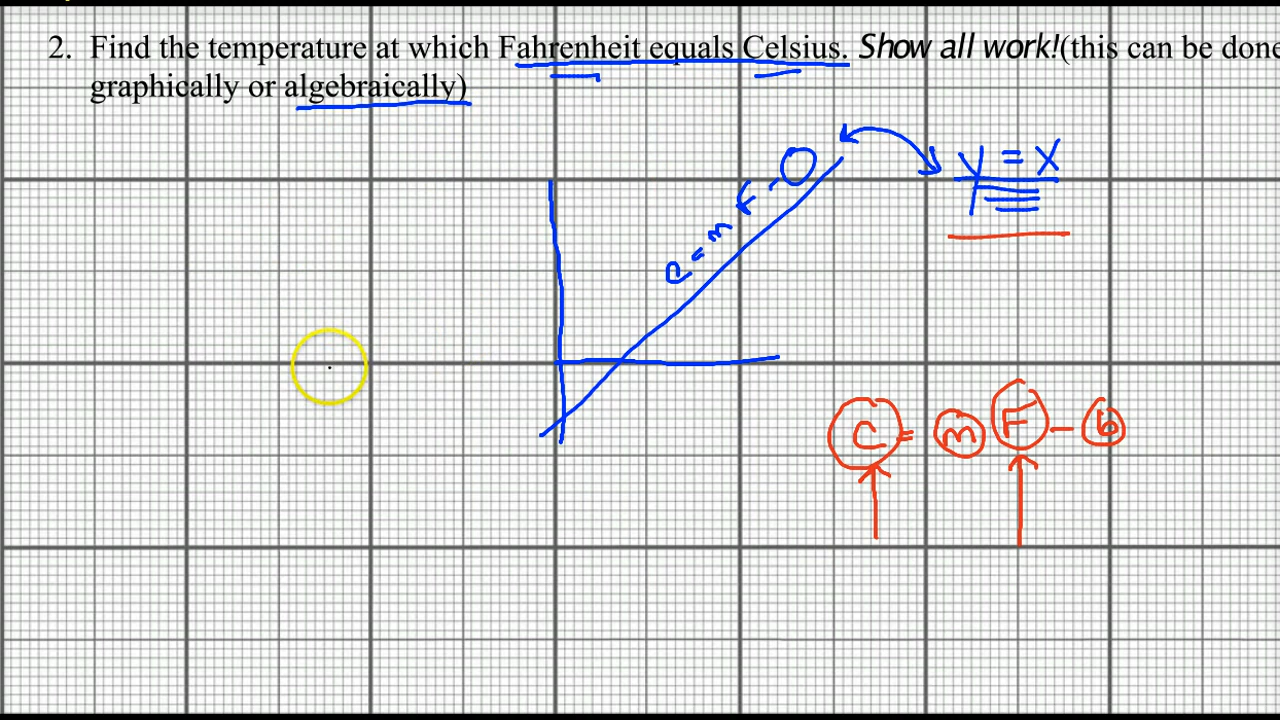 2. Find the temperature at which Fahrenheit equals Celsius. Show all work!(this can be done
graphically or algebraically)
y = x
C = m F - b